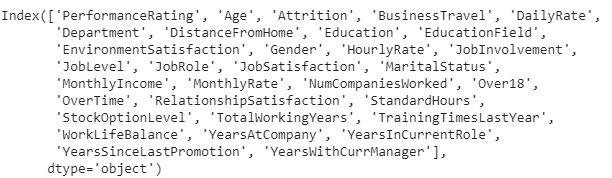 Index(['PerformanceRating', 'Age', 'Attrition', 'BusinessTravel', 'DailyRate',
'Department', 'DistanceFromHome', 'Education', 'EducationField',
'EnvironmentSatisfaction', 'Gender', 'HourlyRate', 'JobInvolvement',
'JobLevel', 'JobRole', 'JobSatisfaction', 'MaritalStatus',
'MonthlyIncome', 'MonthlyRate', 'NumCompaniesWorked', 'Over18',
'OverTime', 'RelationshipSatisfaction', 'StandardHours',
'StockOptionLevel', 'TotalWorkingYears', 'TrainingTimesLastYear',
'WorkLifeBalance', 'YearsAtCompany', 'YearsInCurrentRole',
'YearsSinceLastPromotion', 'YearsWithCurrManager'],
dtype='object')